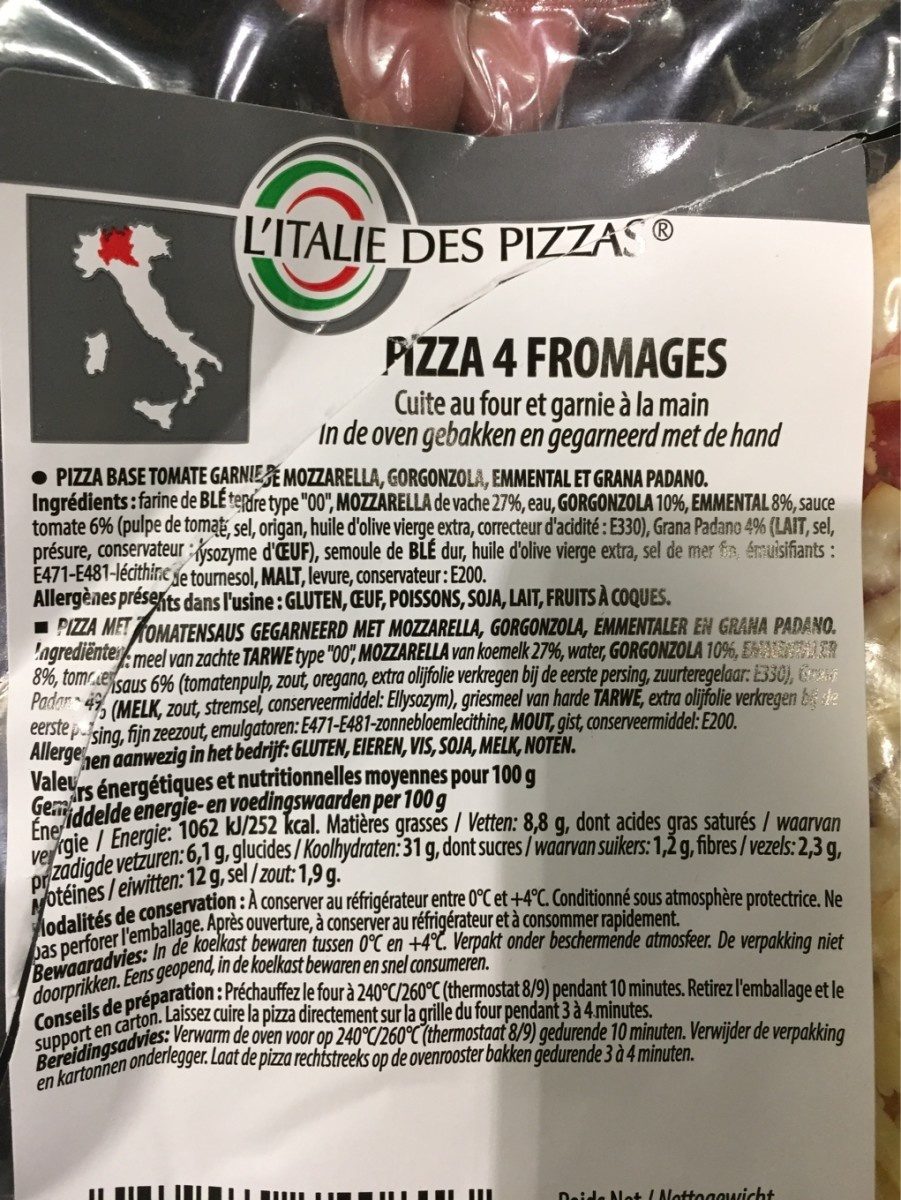 L'ITALIE DES PIZZAS®
PIZZA 4 FROMAGES
Cuite au four et garnie à la main
In de oven gebakken en gegarneerd met de hand
● PIZZA BASE TOMATE GARNIE DE MOZZARELLA, GORGONZOLA, EMMENTAL ET GRANA PADANO.
Ingrédients : farine de BLÉ tendre type "00", MOZZARELLA de vache 27%, eau, GORGONZOLA 10%, EMMENTAL 8%, sauce
tomate 6% (pulpe de tomate, sel, origan, huile d'olive vierge extra, correcteur d'acidité : E330), Grana Padano 4% (LAIT, sel,
présure, conservateur : lysozyme d'ŒUF), semoule de BLÉ dur, huile d'olive vierge extra, sel de mer fin, émulsifiants :
E471-E481-lécithine de tournesol, MALT, levure, conservateur : E200.
Allergènes présents dans l'usine : GLUTEN, ŒUF, POISSONS, SOJA, LAIT, FRUITS À COQUES.
■ PIZZA MET TOMATENSAUS GEGARNEERD MET MOZZARELLA, GORGONZOLA, EMMENTALER EN GRANA PADANO.
Ingrediënten: meel van zachte TARWE type "00", MOZZARELLA van koemelk 27%, water, GORGONZOLA 10%, EMMENTALER
8%, tomatensaus 6% (tomatenpulp, zout, oregano, extra olijfolie verkregen bij de eerste persing, zuurteregelaar: E330), Grana
Padano 4% (MELK, zout, stremsel, conserveermiddel: EIlysozym), griesmeel van harde TARWE, extra olijfolie verkregen bij de
eerste persing, fijn zeezout, emulgatoren: E471-E481-zonnebloemlecithine, MOUT, gist, conserveermiddel: E200.
Allergenen aanwezig in het bedrijf: GLUTEN, EIEREN, VIS, SOJA, MELK, NOTEN.
Valeurs énergétiques et nutritionnelles moyennes pour 100 g
Gemiddelde energie- en voedingswaarden per 100 g
Énergie / Energie: 1062 kJ/252 kcal. Matières grasses / Vetten: 8,8 g, dont acides gras saturés / waarvan
verzadigde vetzuren: 6,1 g, glucides / Koolhydraten: 31 g, dont sucres / waarvan suikers: 1,2 g, fibres / vezels: 2,3 g,
protéines / eiwitten: 12 g, sel / zout: 1,9 g.
Modalités de conservation : À conserver au réfrigérateur entre 0°C et +4°C. Conditionné sous atmosphère protectrice. Ne
pas perforer l'emballage. Après ouverture, à conserver au réfrigérateur et à consommer rapidement.
Bewaaradvies: In de koelkast bewaren tussen 0°C en +4°C. Verpakt onder beschermende atmosfeer. De verpakking niet
doorprikken. Eens geopend, in de koelkast bewaren en snel consumeren.
Conseils de préparation : Préchauffez le four à 240°C/260°C (thermostat 8/9) pendant 10 minutes. Retirez l'emballage et le
support en carton. Laissez cuire la pizza directement sur la grille du four pendant 3 à 4 minutes.
Bereidingsadvies: Verwarm de oven voor op 240°C/260°C (thermostaat 8/9) gedurende 10 minuten. Verwijder de verpakking
en kartonnen onderlegger. Laat de pizza rechtstreeks op de ovenrooster bakken gedurende 3 à 4 minuten.
Poids Net / Nettogewicht